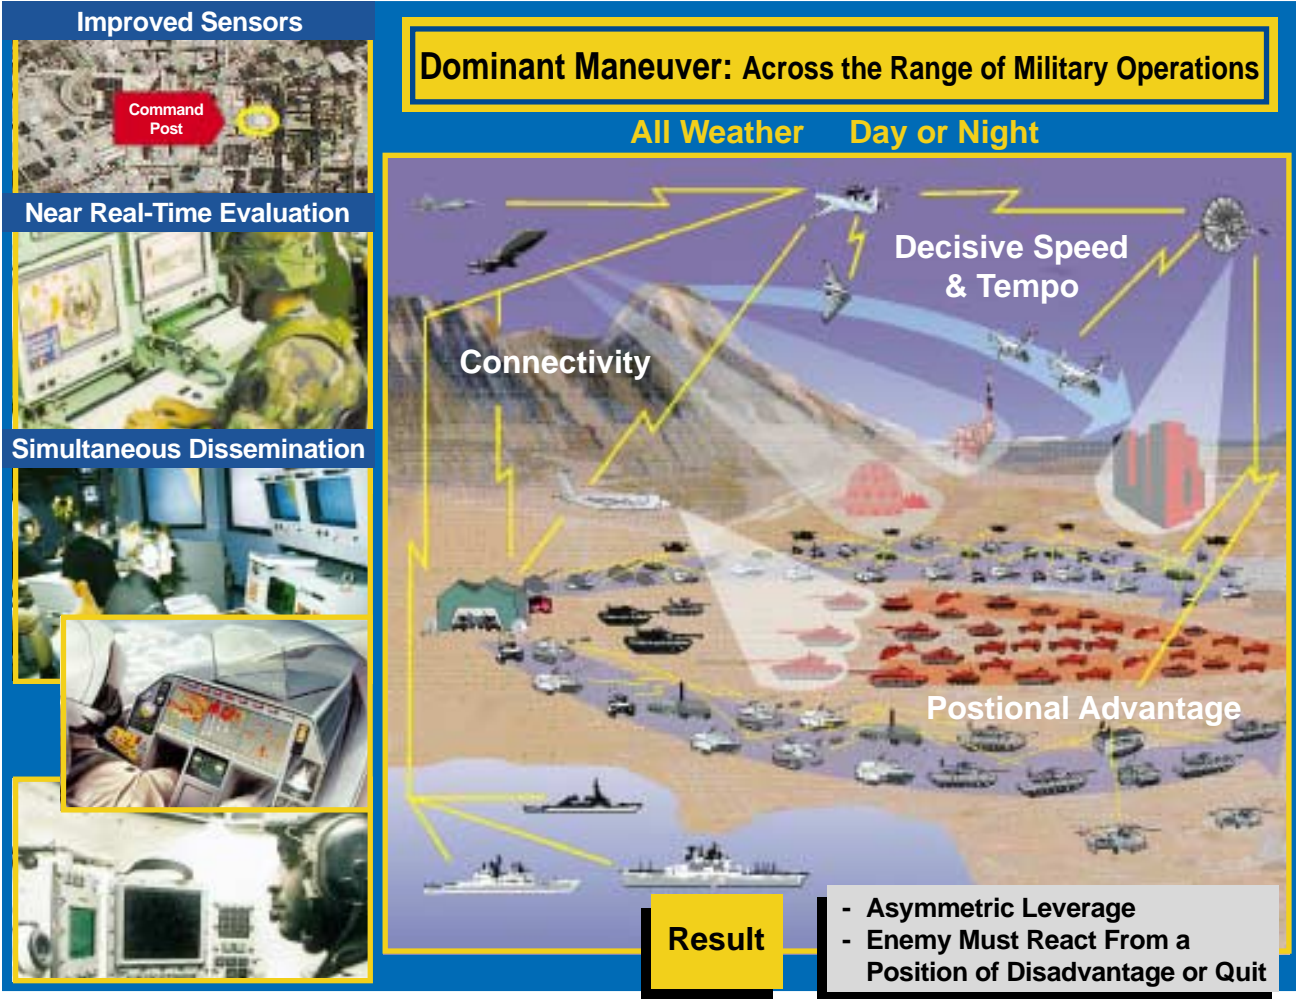 Improved Sensors
Command
Post
Near Real-Time Evaluation
Simultaneous Dissemination
Dominant Maneuver: Across the Range of Military Operations
All Weather Day or Night
Decisive Speed
& Tempo
Connectivity
Postional Advantage
Result
- Asymmetric Leverage
- Enemy Must React From a
Position of Disadvantage or Quit